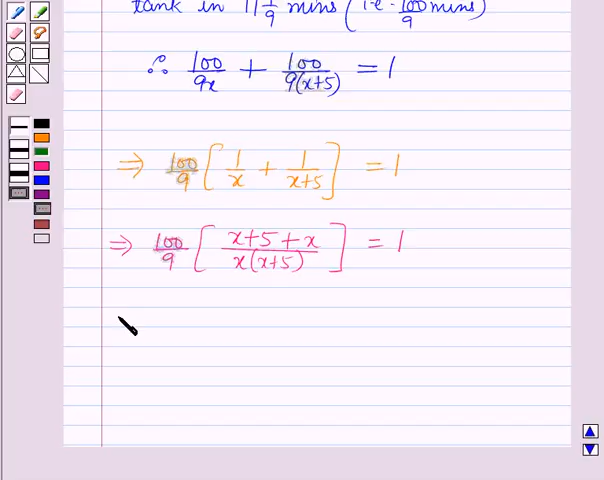 tank in 11 1/9 mins (i.e. 100/9 mins)
∴ 100/9x + 100/9(x+5) = 1
⇒ 100/9 [ 1/x + 1/x+5 ] = 1
⇒ 100/9 [ x+5+x / x(x+5) ] = 1